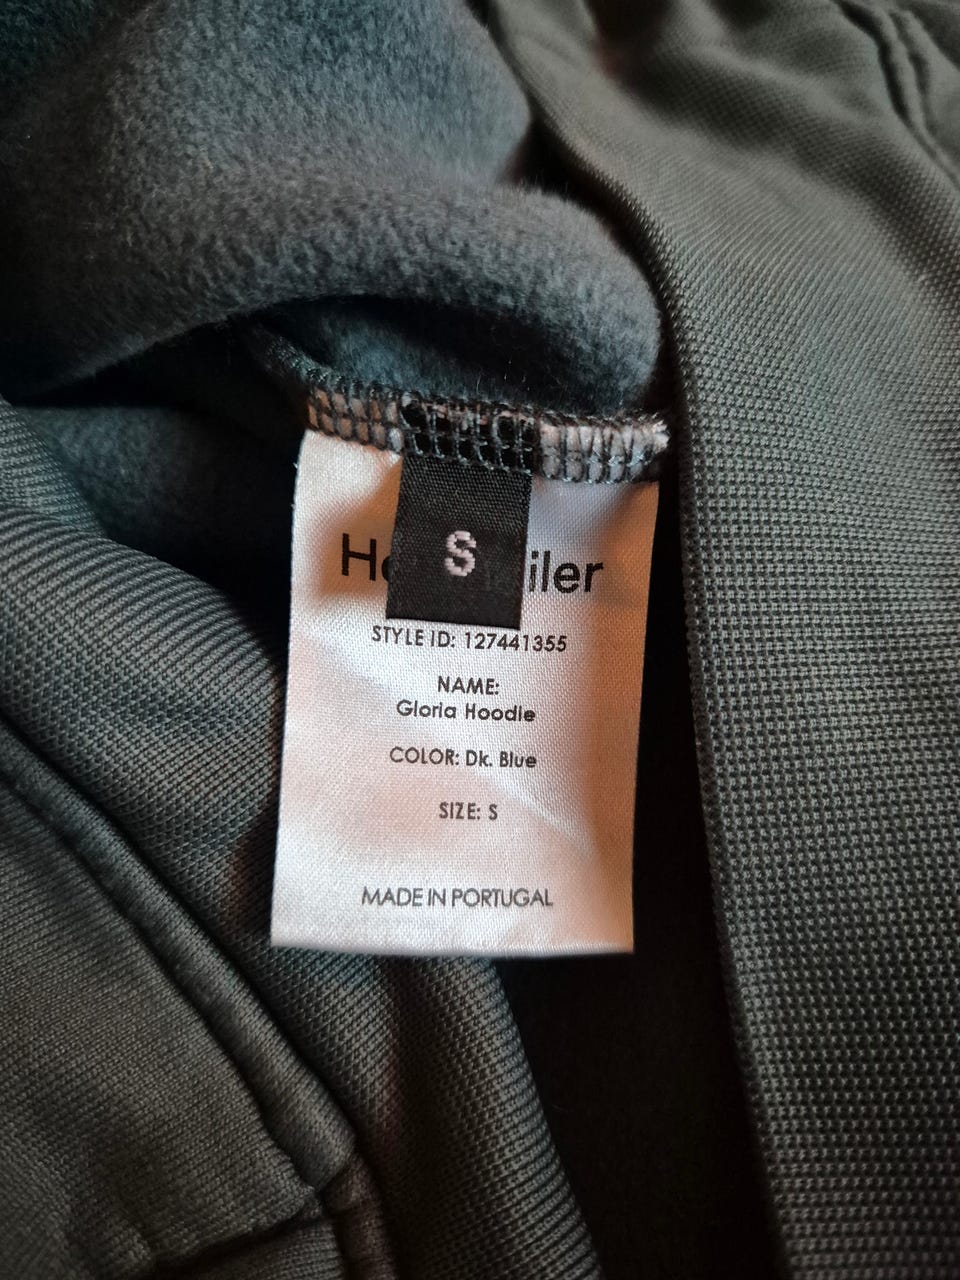 S
STYLE ID: 127441355
NAME:
Gloria Hoodie
COLOR: Dk. Blue
SIZE: S
MADE IN PORTUGAL